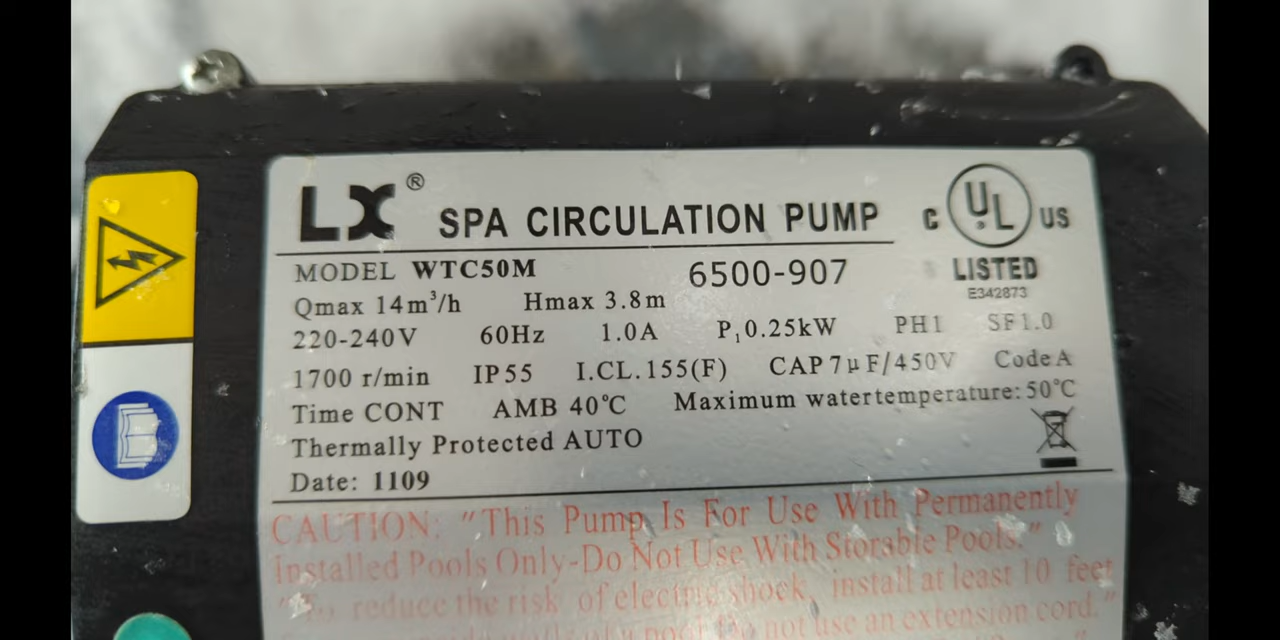 LX® SPA CIRCULATION PUMP
C UL US
LISTED
E342873
MODEL WTC50M 6500-907
Qmax 14m³/h Hmax 3.8m
220-240V 60Hz 1.0A P₁0.25kW PH1 SF1.0
1700 r/min IP55 I.CL.155(F) CAP7μF/450V CodeA
Time CONT AMB 40°C Maximum watertemperature:50°C
Thermally Protected AUTO
Date: 1109
CAUTION: "This Pump Is For Use With Permanently
Installed Pools Only-Do Not Use With Storable Pools."
reduce the risk of electric shock, install at least 10 feet
not use an extension cord."